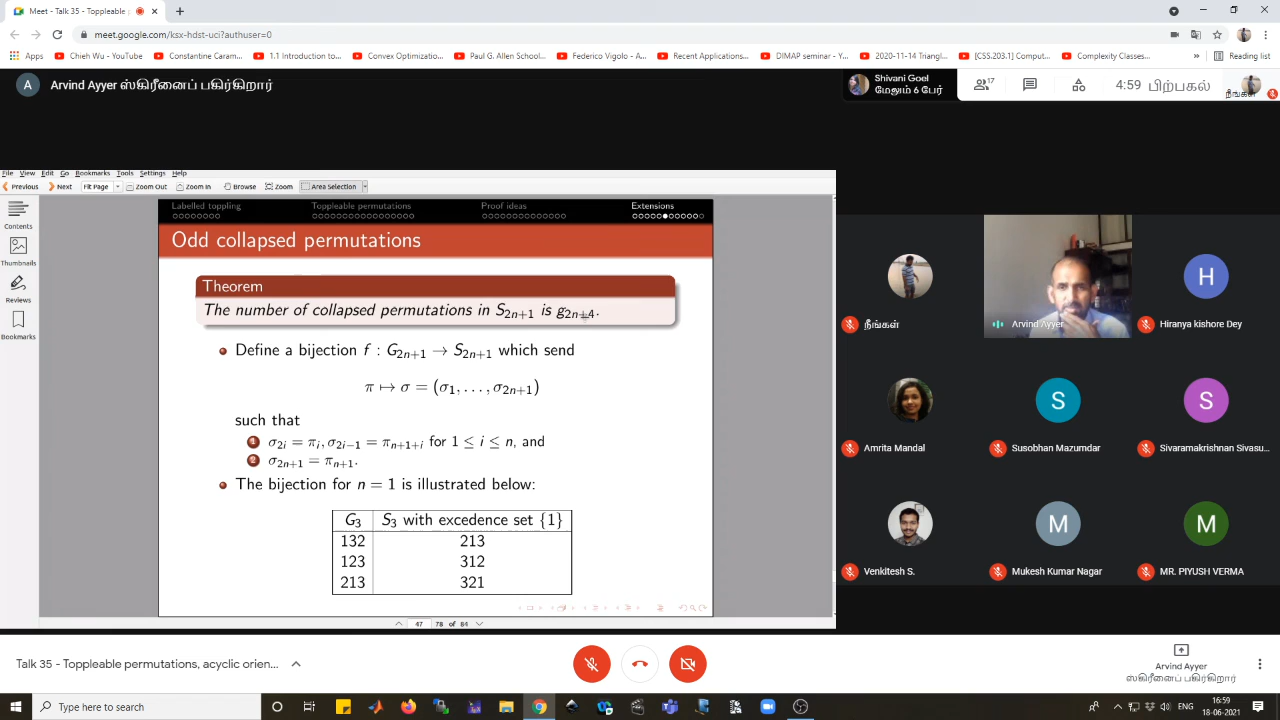 Meet - Talk 35 - Toppleable
meet.google.com/ksx-hdst-uci?authuser=0
Apps Chieh Wu - YouTube Constantine Caram... 1.1 Introduction to... Convex Optimizatio... Paul G. Allen School... Federico Vigolo - A... Recent Applications... DIMAP seminar - Y... 2020-11-14 Triangl... [CSS.203.1] Comput... Complexity Classes... » Reading list
A Arvind Ayyer ஸ்கிரீனைப் பகிர்கிறார்
Shivani Goel
மேலும் 6 பேர்
17
4:59 பிற்பகல்
நீங்கள்
File View Edit Go Bookmarks Tools Settings Help
Previous Next Fit Page Zoom Out Zoom In Browse Zoom Area Selection
Contents
Thumbnails
Reviews
Bookmarks
Labelled toppling Toppleable permutations Proof ideas Extensions
Odd collapsed permutations
Theorem
The number of collapsed permutations in S₂ₙ₊₁ is g₂ₙ₊₄.
Define a bijection f : G₂ₙ₊₁ → S₂ₙ₊₁ which send
π ↦ σ = (σ₁, . . . , σ₂ₙ₊₁)
such that
1 σ₂ᵢ = πᵢ, σ₂ᵢ₋₁ = πₙ₊₁₊ᵢ for 1 ≤ i ≤ n, and
2 σ₂ₙ₊₁ = πₙ₊₁.
The bijection for n = 1 is illustrated below:
G₃ S₃ with excedence set {1}
132 213
123 312
213 321
47 78 of 84
நீங்கள்
Arvind Ayyer
H
Hiranya kishore Dey
Amrita Mandal
S
Susobhan Mazumdar
S
Sivaramakrishnan Sivasu...
Venkitesh S.
M
Mukesh Kumar Nagar
M
MR. PIYUSH VERMA
Talk 35 - Toppleable permutations, acyclic orien...
Arvind Ayyer
ஸ்கிரீனைப் பகிர்கிறார்
Type here to search
ENG
16:59
18-06-2021